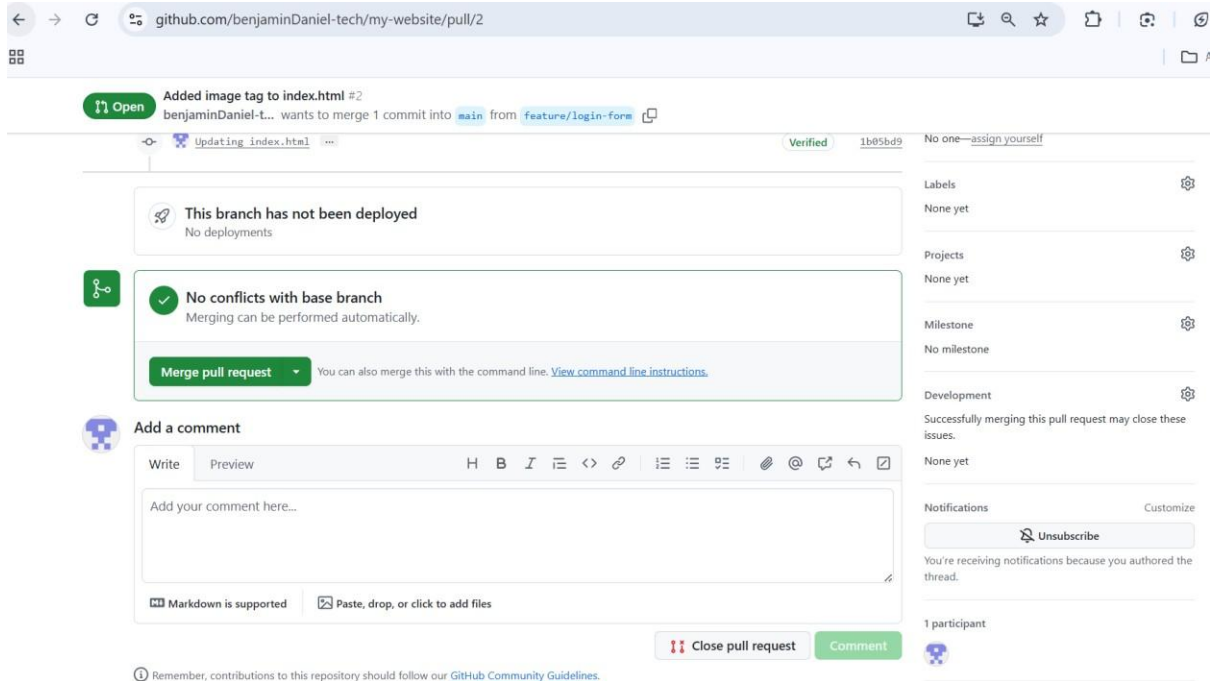 github.com/benjaminDaniel-tech/my-website/pull/2
Open
Added image tag to index.html #2
benjaminDaniel-t... wants to merge 1 commit into main from feature/login-form
Updating index.html ...
Verified
1b05bd9
This branch has not been deployed
No deployments
No conflicts with base branch
Merging can be performed automatically.
Merge pull request
You can also merge this with the command line. View command line instructions.
Add a comment
Write
Preview
Add your comment here...
Markdown is supported
Paste, drop, or click to add files
Close pull request
Comment
Remember, contributions to this repository should follow our GitHub Community Guidelines.
No one—assign yourself
Labels
None yet
Projects
None yet
Milestone
No milestone
Development
Successfully merging this pull request may close these
issues.
None yet
Notifications
Customize
Unsubscribe
You're receiving notifications because you authored the
thread.
1 participant